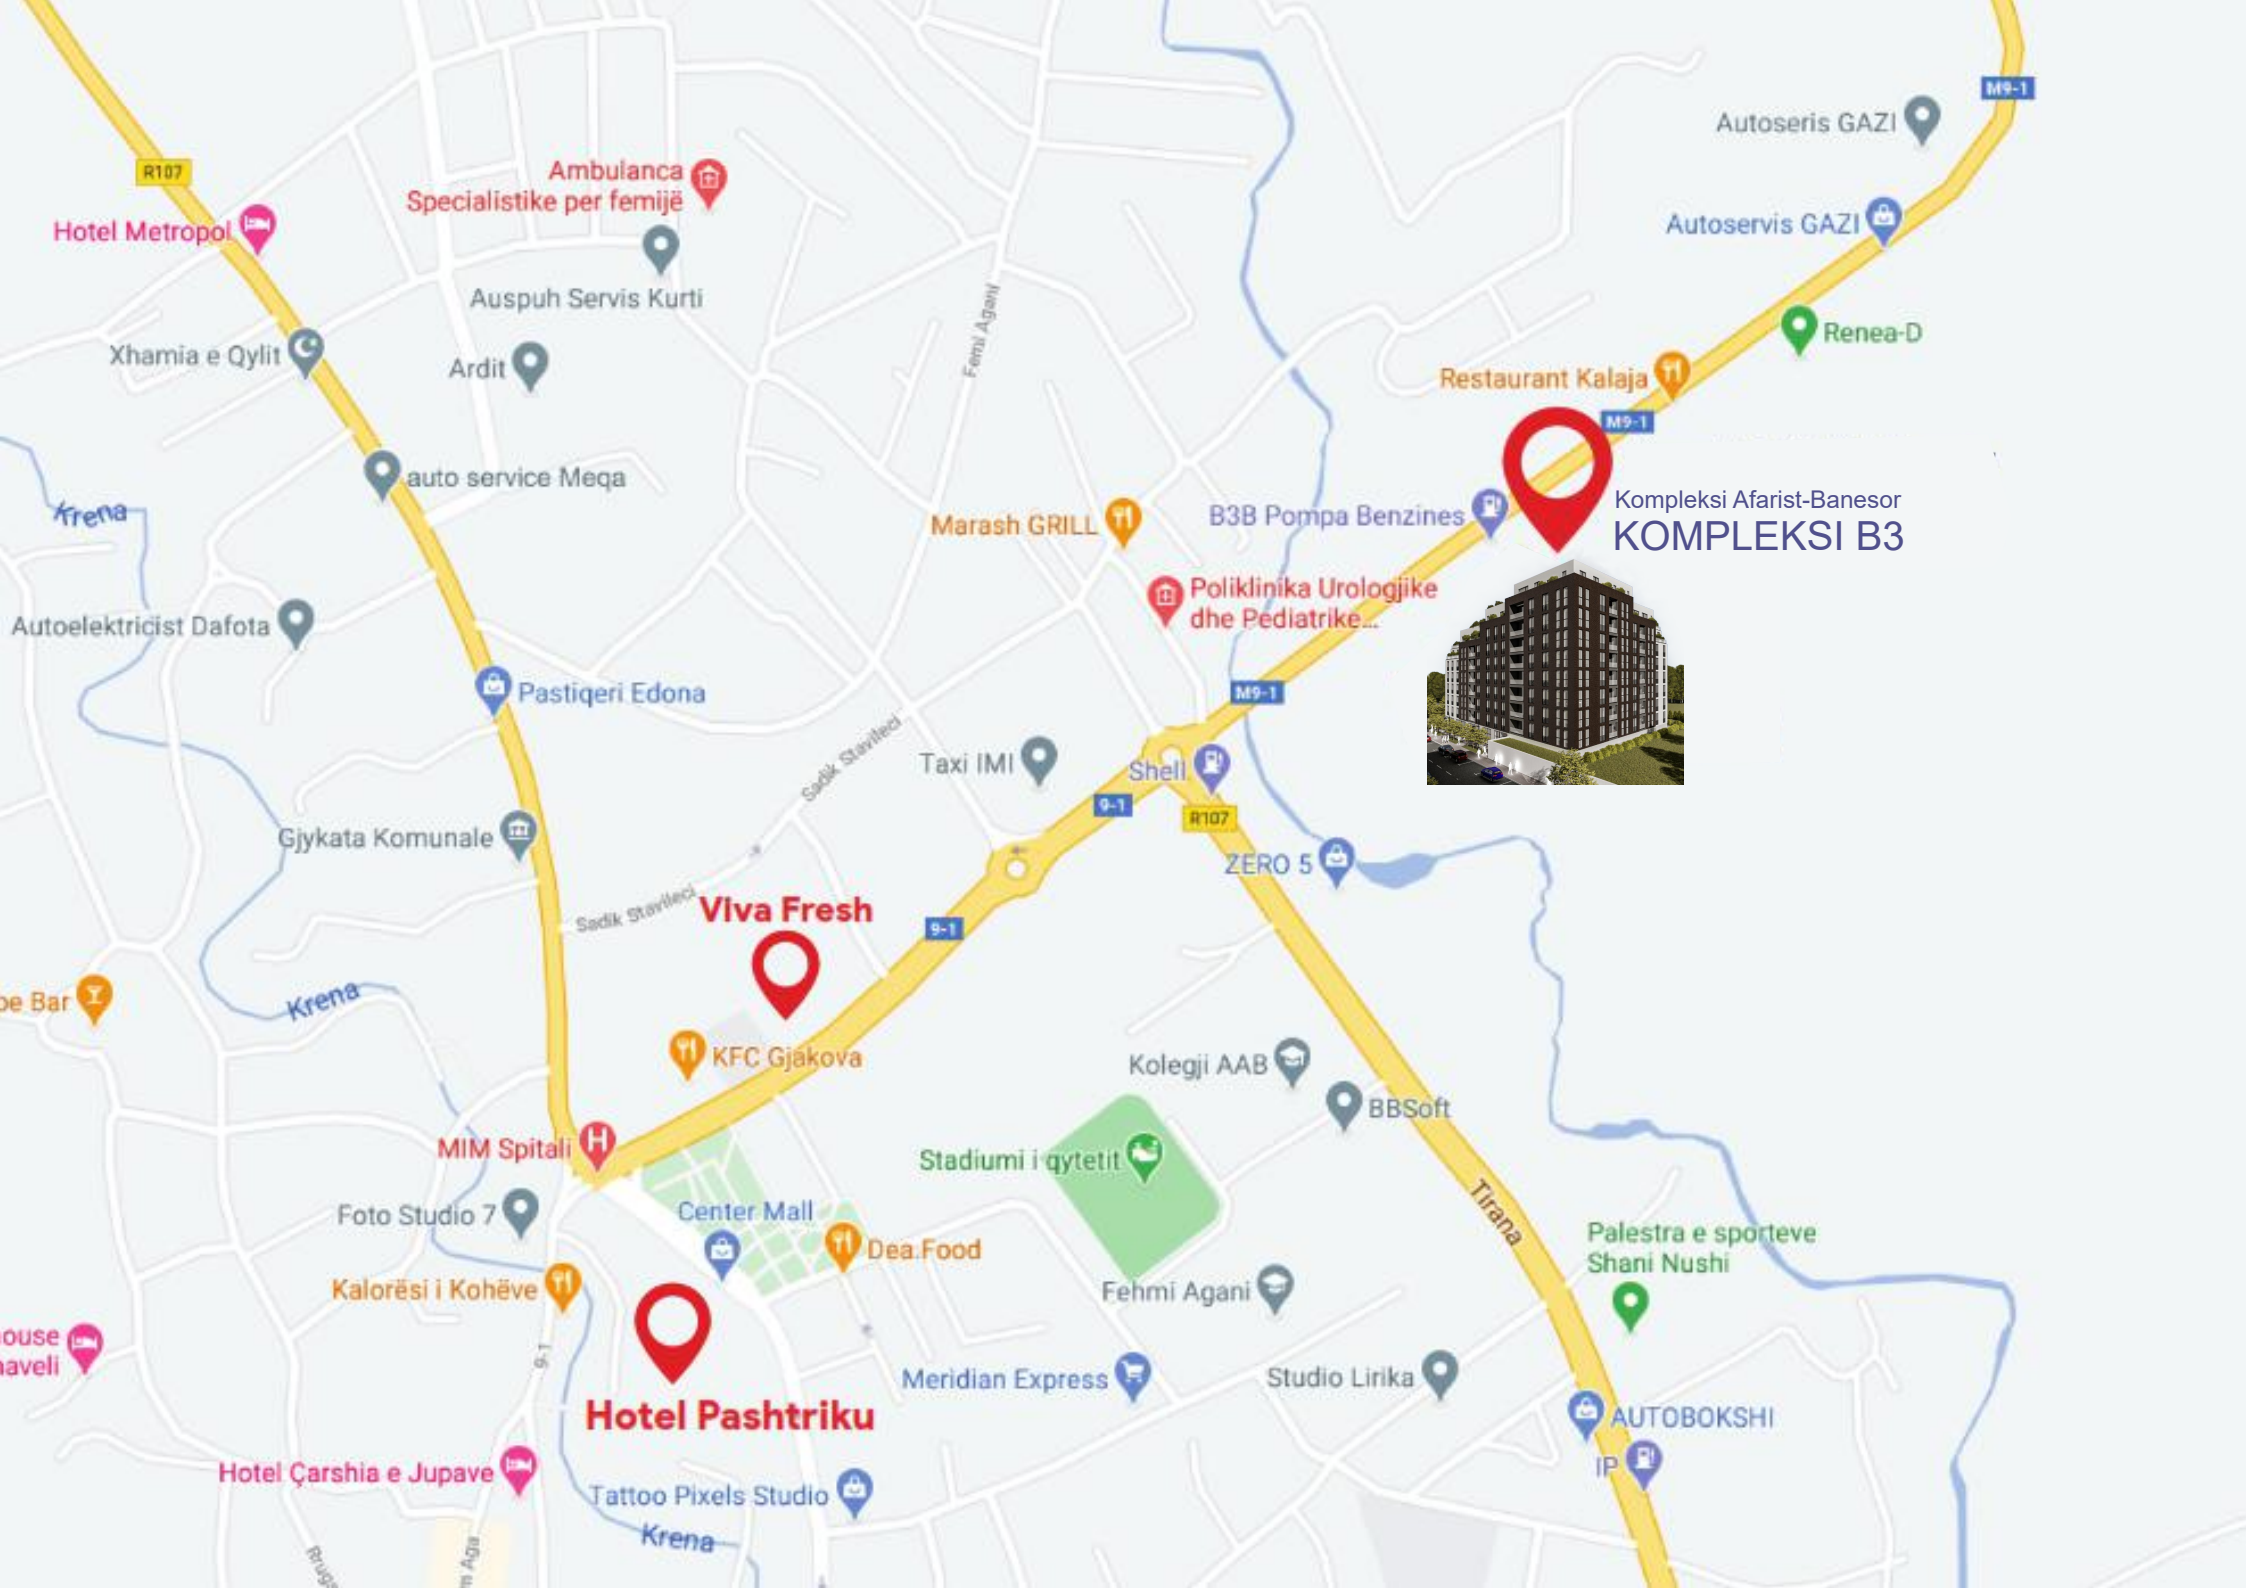 M9-1
Autoseris GAZI
R107
Ambulanca
Specialistike per femijë
Hotel Metropol
Autoservis GAZI
Auspuh Servis Kurti
Femi Agani
Renea-D
Xhamia e Qylit
Ardit
Restaurant Kalaja
M9-1
auto service Meqa
Krena
Marash GRILL
B3B Pompa Benzines
Kompleksi Afarist-Banesor
KOMPLEKSI B3
Poliklinika Urologjike
dhe Pediatrike...
Autoelektricist Dafota
Pastiqeri Edona
M9-1
Sadik Stavileci
Taxi IMI
Shell
9-1
R107
Gjykata Komunale
ZERO 5
Sadik Stavileci
Viva Fresh
9-1
Krena
Bar
KFC Gjakova
Kolegji AAB
BBSoft
MIM Spitali
Stadiumi i qytetit
Foto Studio 7
Center Mall
Tirana
Palestra e sporteve
Shani Nushi
Dea.Food
Kalorësi i Kohëve
Fehmi Agani
9-1
Meridian Express
Studio Lirika
Hotel Pashtriku
AUTOBOKSHI
Hotel Çarshia e Jupave
IP
Tattoo Pixels Studio
Krena
Aga